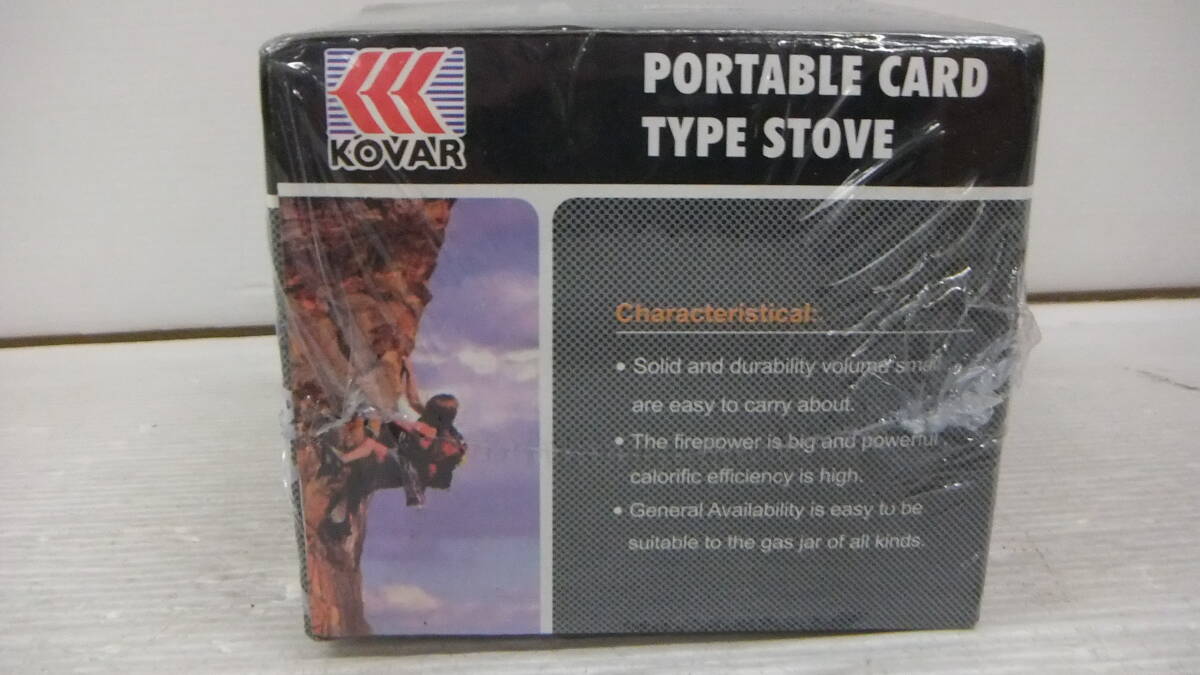 KOVAR
PORTABLE CARD
TYPE STOVE
Characteristical:
• Solid and durability volume small
are easy to carry about.
• The firepower is big and powerful,
calorific efficiency is high.
• General Availability is easy to be
suitable to the gas jar of all kinds.